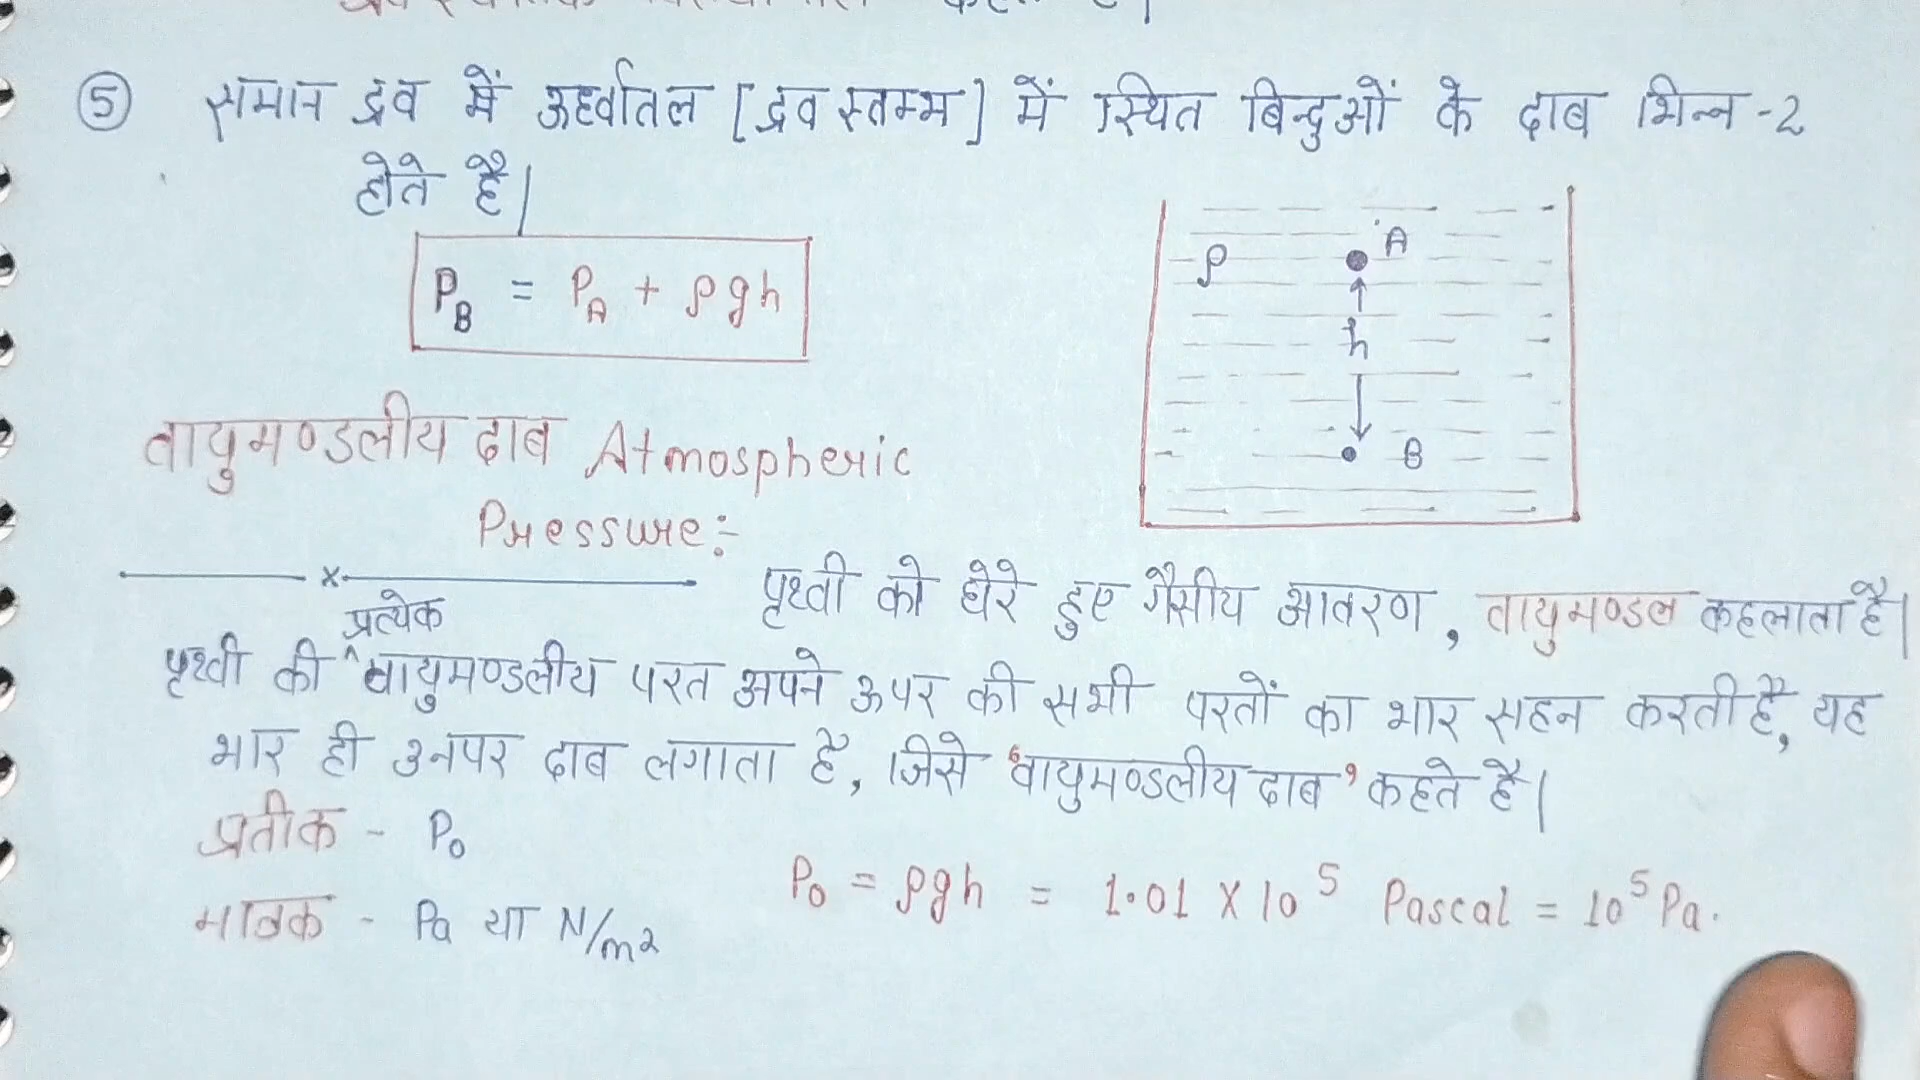 ⑤ समान द्रव में ऊर्ध्वातल [द्रव स्तम्भ] में स्थित बिन्दुओं के दाब भिन्न-2
होते है|
P_B = P_A + ρgh
ρ
A
h
B
वायुमण्डलीय दाब Atmospheric
Pressure:-
पृथ्वी को घेरे हुए गैसीय आवरण, वायुमण्डल कहलाता है|
प्रत्येक
पृथ्वी की ^ वायुमण्डलीय परत अपने ऊपर की सभी परतों का भार सहन करती है, यह
भार ही उनपर दाब लगाता है, जिसे 'वायुमण्डलीय दाब' कहते है|
प्रतीक - P₀
P₀ = ρgh = 1.01 X 10⁵ Pascal = 10⁵ Pa.
मात्रक - Pa या N/m²